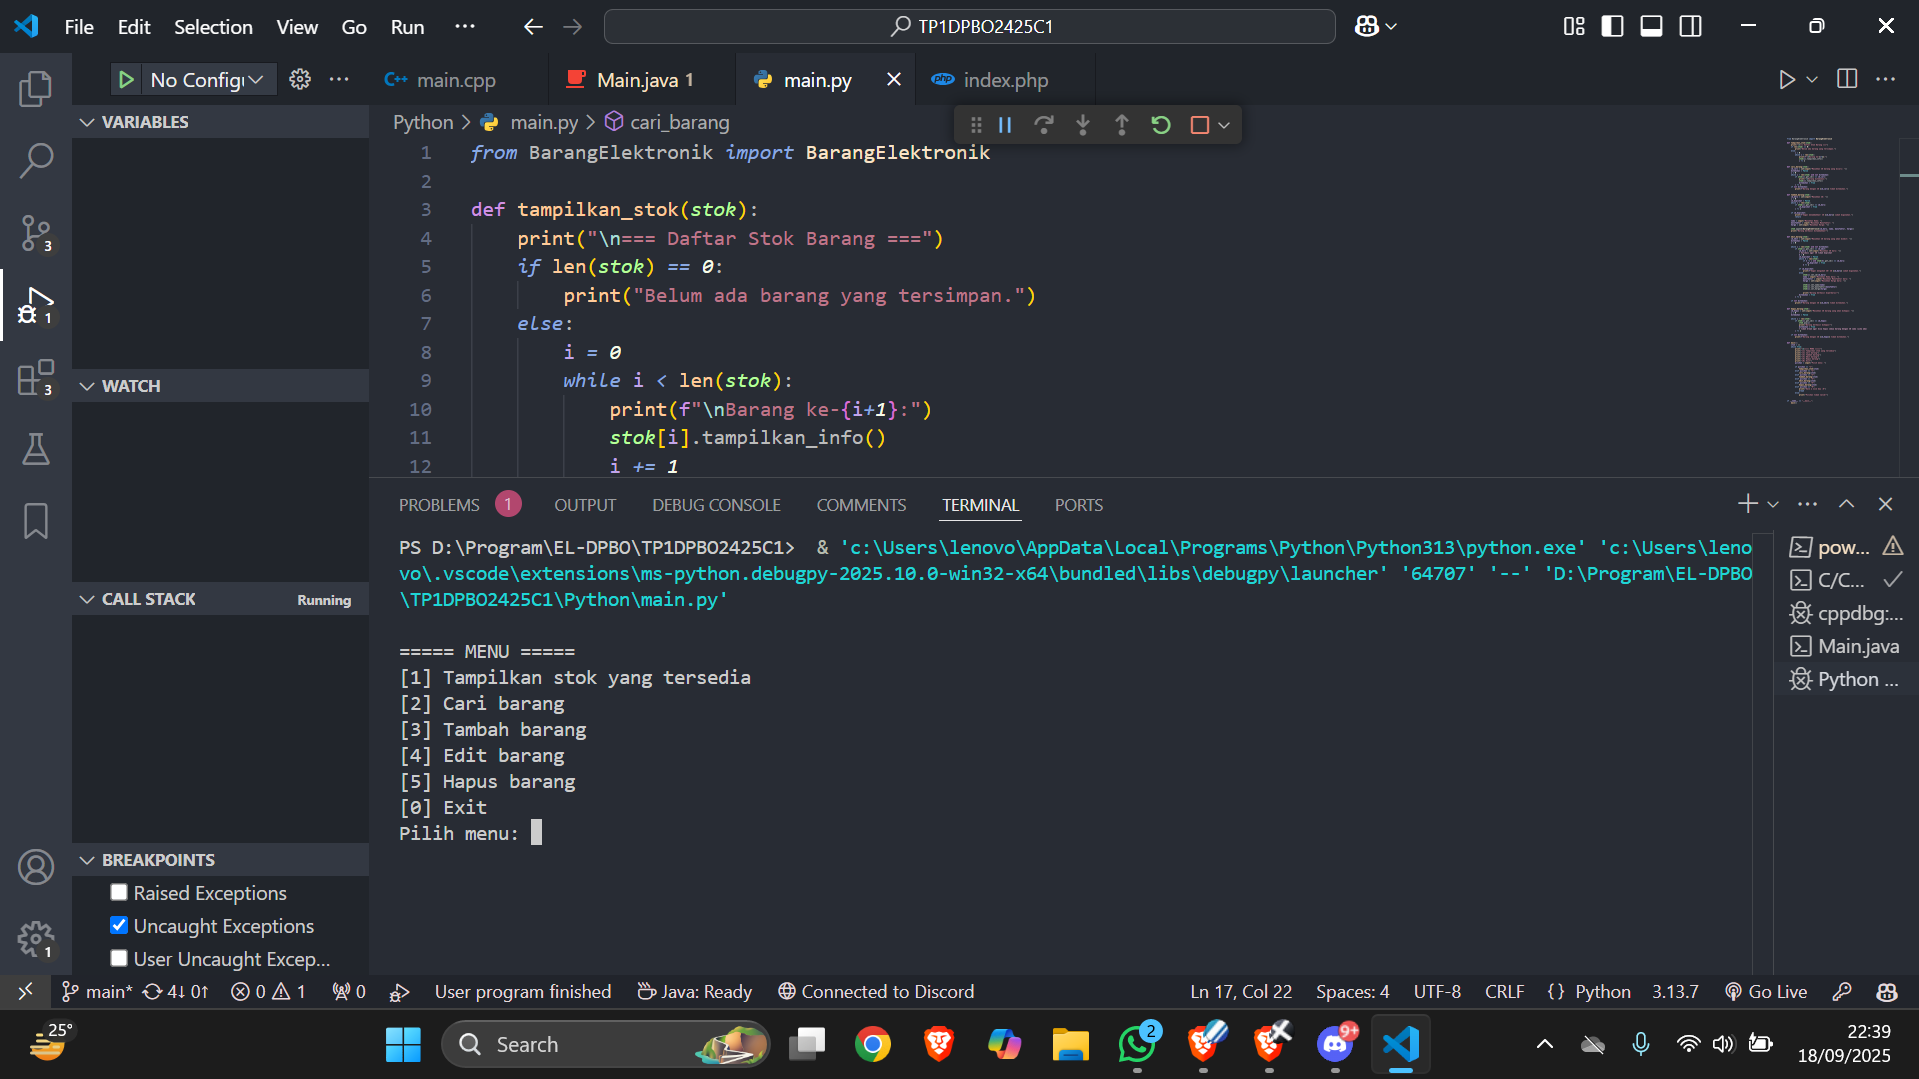 File Edit Selection View Go Run ··· TP1DPBO2425C1
No Config
main.cpp
Main.java 1
main.py
index.php
VARIABLES
WATCH
CALL STACK Running
BREAKPOINTS
Raised Exceptions
Uncaught Exceptions
User Uncaught Excep...
3
1
3
1
Python > main.py > cari_barang
1 from BarangElektronik import BarangElektronik
2
3 def tampilkan_stok(stok):
4 print("\n=== Daftar Stok Barang ===")
5 if len(stok) == 0:
6 print("Belum ada barang yang tersimpan.")
7 else:
8 i = 0
9 while i < len(stok):
10 print(f"\nBarang ke-{i+1}:")
11 stok[i].tampilkan_info()
12 i += 1
PROBLEMS 1 OUTPUT DEBUG CONSOLE COMMENTS TERMINAL PORTS
PS D:\Program\EL-DPBO\TP1DPBO2425C1> & 'c:\Users\lenovo\AppData\Local\Programs\Python\Python313\python.exe' 'c:\Users\leno
vo\.vscode\extensions\ms-python.debugpy-2025.10.0-win32-x64\bundled\libs\debugpy\launcher' '64707' '--' 'D:\Program\EL-DPBO
\TP1DPBO2425C1\Python\main.py'
===== MENU =====
[1] Tampilkan stok yang tersedia
[2] Cari barang
[3] Tambah barang
[4] Edit barang
[5] Hapus barang
[0] Exit
Pilih menu:
pow...
C/C...
cppdbg:...
Main.java
Python ...
main* 4↓ 0↑ 0 1 0 User program finished Java: Ready Connected to Discord Ln 17, Col 22 Spaces: 4 UTF-8 CRLF {} Python 3.13.7 Go Live
25° Search 2 9+ 22:39
18/09/2025